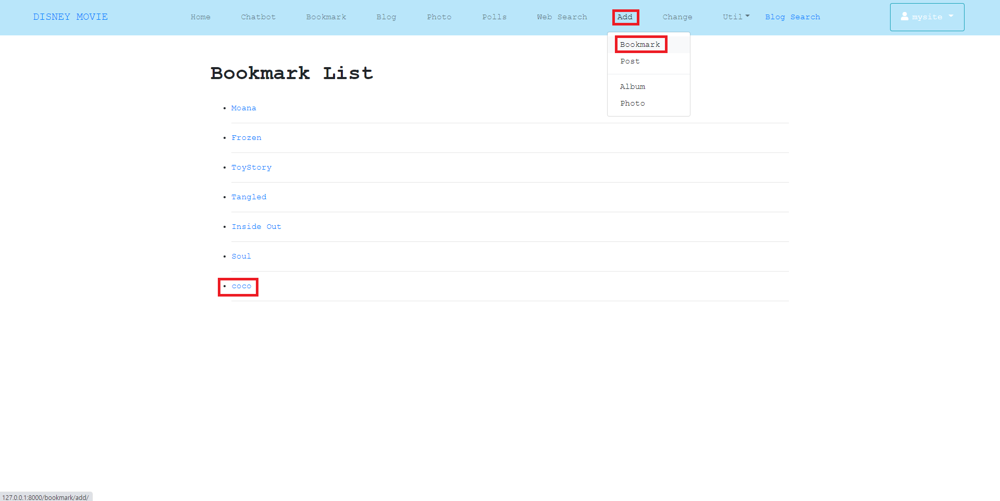 DISNEY MOVIE Home Chatbot Bookmark Blog Photo Polls Web Search Add Change Util Blog Search mysite
Bookmark
Post
Album
Photo
Bookmark List
Moana
Frozen
ToyStory
Tangled
Inside Out
Soul
coco
127.0.0.1:8000/bookmark/add/